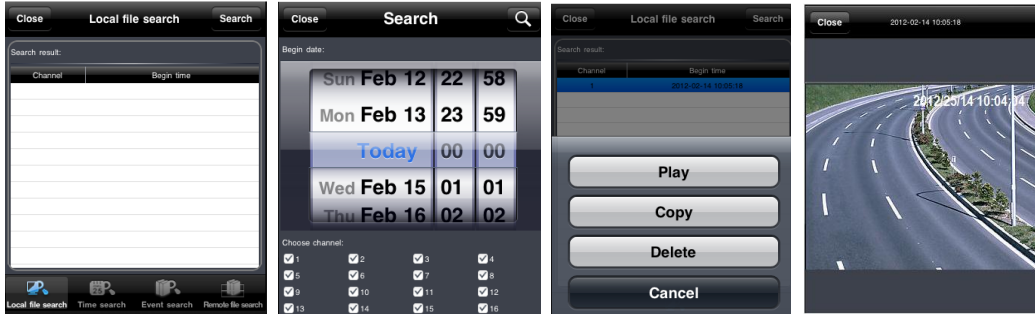 Close Local file search Search
Search result:
Channel Begin time
Local file search Time search Event search Remote file search
Close Search
Begin date:
Sun Feb 12 22 58
Mon Feb 13 23 59
Today 00 00
Wed Feb 15 01 01
Thu Feb 16 02 02
Choose channel:
1 2 3 4
5 6 7 8
9 10 11 12
13 14 15 16
Close Local file search Search
Search result:
Channel Begin time
1 2012-02-14 10:05:18
Play
Copy
Delete
Cancel
Close 2012-02-14 10:05:18
2012/25/14 10:04:04